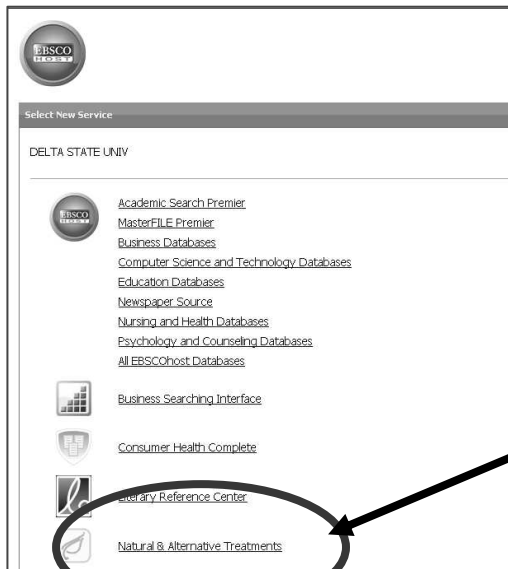 EBSCO
HOST
Select New Service
DELTA STATE UNIV
EBSCO
HOST
Academic Search Premier
MasterFILE Premier
Business Databases
Computer Science and Technology Databases
Education Databases
Newspaper Source
Nursing and Health Databases
Psychology and Counseling Databases
All EBSCOhost Databases
Business Searching Interface
Consumer Health Complete
Literary Reference Center
Natural & Alternative Treatments